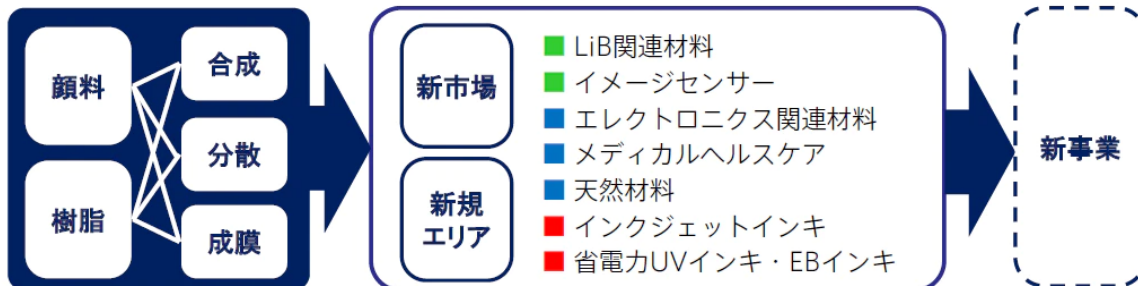 顔料
樹脂
合成
分散
成膜
新市場
新規
エリア
LiB関連材料
イメージセンサー
エレクトロニクス関連材料
メディカルヘルスケア
天然材料
インクジェットインキ
省電力UVインキ・EBインキ
新事業